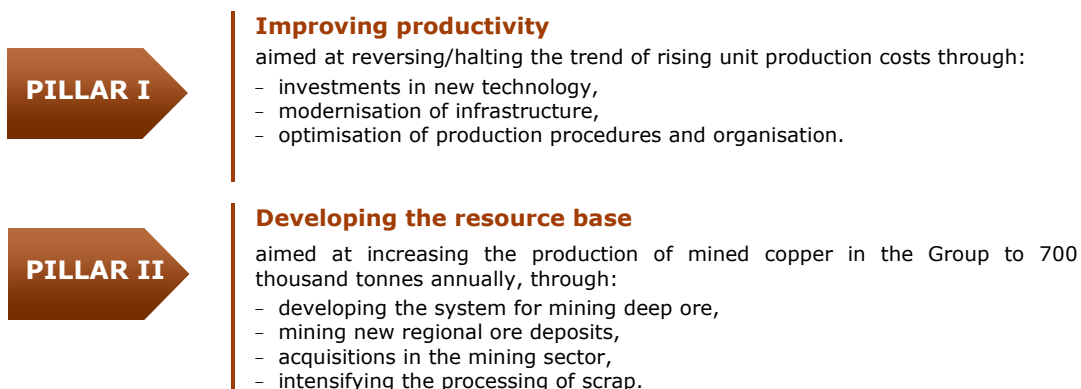 Improving productivity
PILLAR I
aimed at reversing/halting the trend of rising unit production costs through:
– investments in new technology,
– modernisation of infrastructure,
– optimisation of production procedures and organisation.
Developing the resource base
PILLAR II
aimed at increasing the production of mined copper in the Group to 700
thousand tonnes annually, through:
– developing the system for mining deep ore,
– mining new regional ore deposits,
– acquisitions in the mining sector,
– intensifying the processing of scrap.